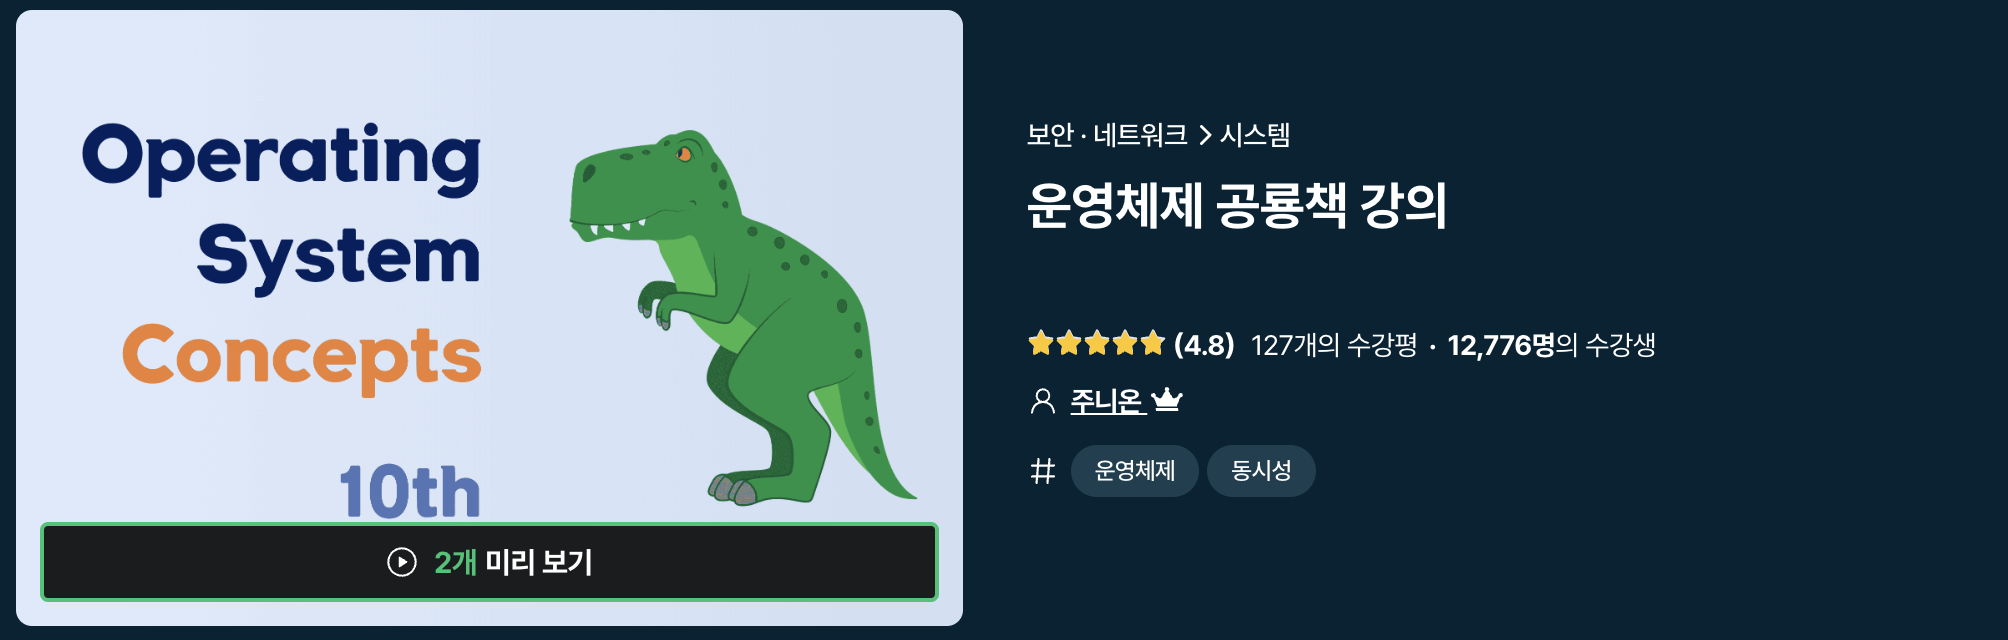 Operating
System
Concepts
10th
2개 미리 보기
보안 · 네트워크 > 시스템
운영체제 공룡책 강의
(4.8) 127개의 수강평 · 12,776명의 수강생
주니온
# 운영체제 동시성